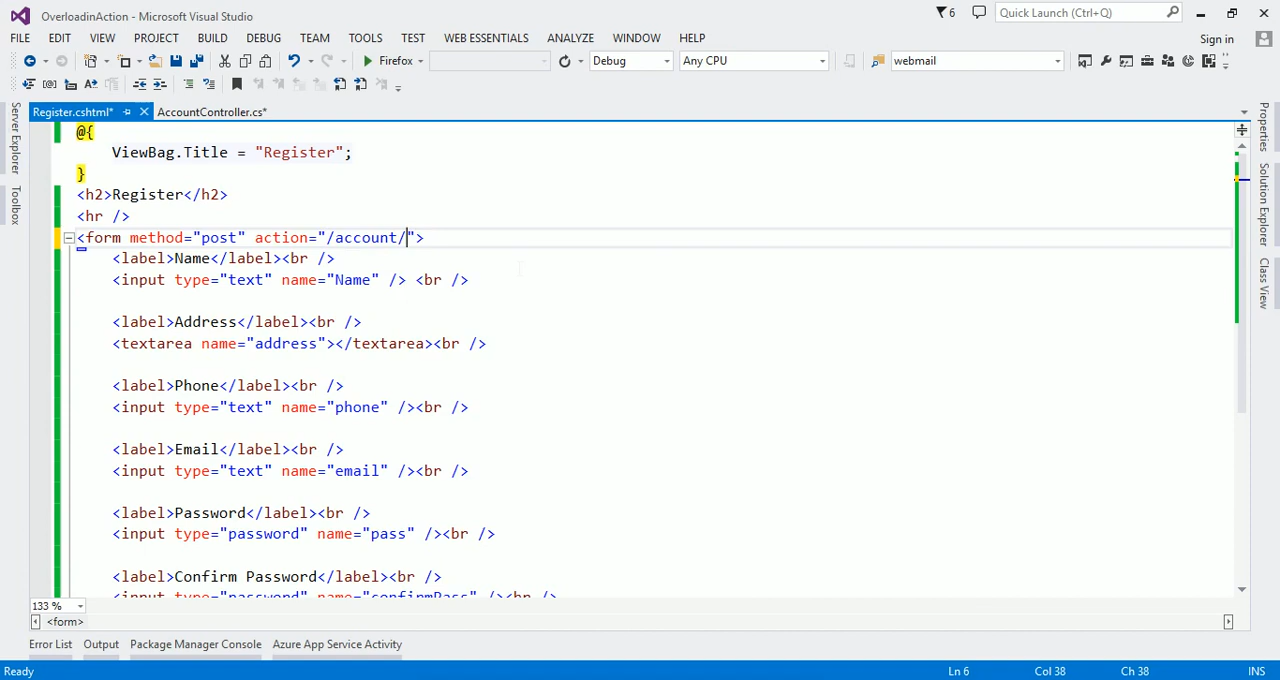 OverloadinAction - Microsoft Visual Studio
6
Quick Launch (Ctrl+Q)
FILE EDIT VIEW PROJECT BUILD DEBUG TEAM TOOLS TEST WEB ESSENTIALS ANALYZE WINDOW HELP
Sign in
Firefox Debug Any CPU webmail
Register.cshtml* AccountController.cs*
Server Explorer
Toolbox
@{
ViewBag.Title = "Register";
}
<h2>Register</h2>
<hr />
<form method="post" action="/account/">
<label>Name</label><br />
<input type="text" name="Name" /> <br />
<label>Address</label><br />
<textarea name="address"></textarea><br />
<label>Phone</label><br />
<input type="text" name="phone" /><br />
<label>Email</label><br />
<input type="text" name="email" /><br />
<label>Password</label><br />
<input type="password" name="pass" /><br />
<label>Confirm Password</label><br />
<input type="password" name="confirmPass" /><br />
Properties
Solution Explorer
Class View
133 %
<form>
Error List Output Package Manager Console Azure App Service Activity
Ready Ln 6 Col 38 Ch 38 INS